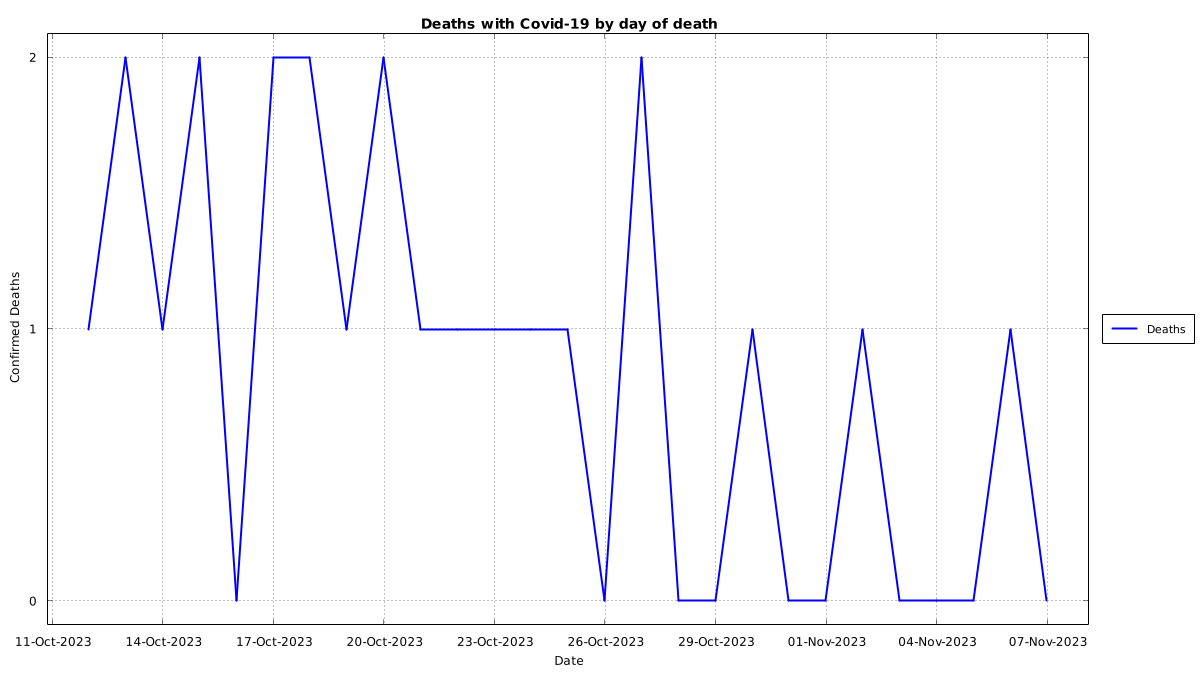 Deaths with Covid-19 by day of death
2
1
0
Confirmed Deaths
Deaths
11-Oct-2023 14-Oct-2023 17-Oct-2023 20-Oct-2023 23-Oct-2023 26-Oct-2023 29-Oct-2023 01-Nov-2023 04-Nov-2023 07-Nov-2023
Date